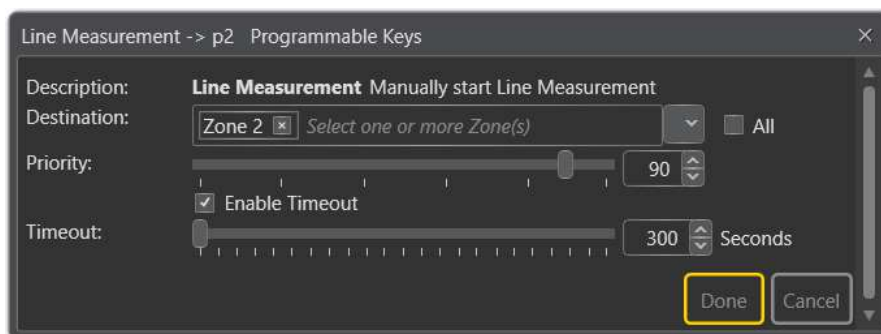 Line Measurement -> p2 Programmable Keys
Description: Line Measurement Manually start Line Measurement
Destination: Zone 2 Select one or more Zone(s) All
Priority: 90
Enable Timeout
Timeout: 300 Seconds
Done Cancel